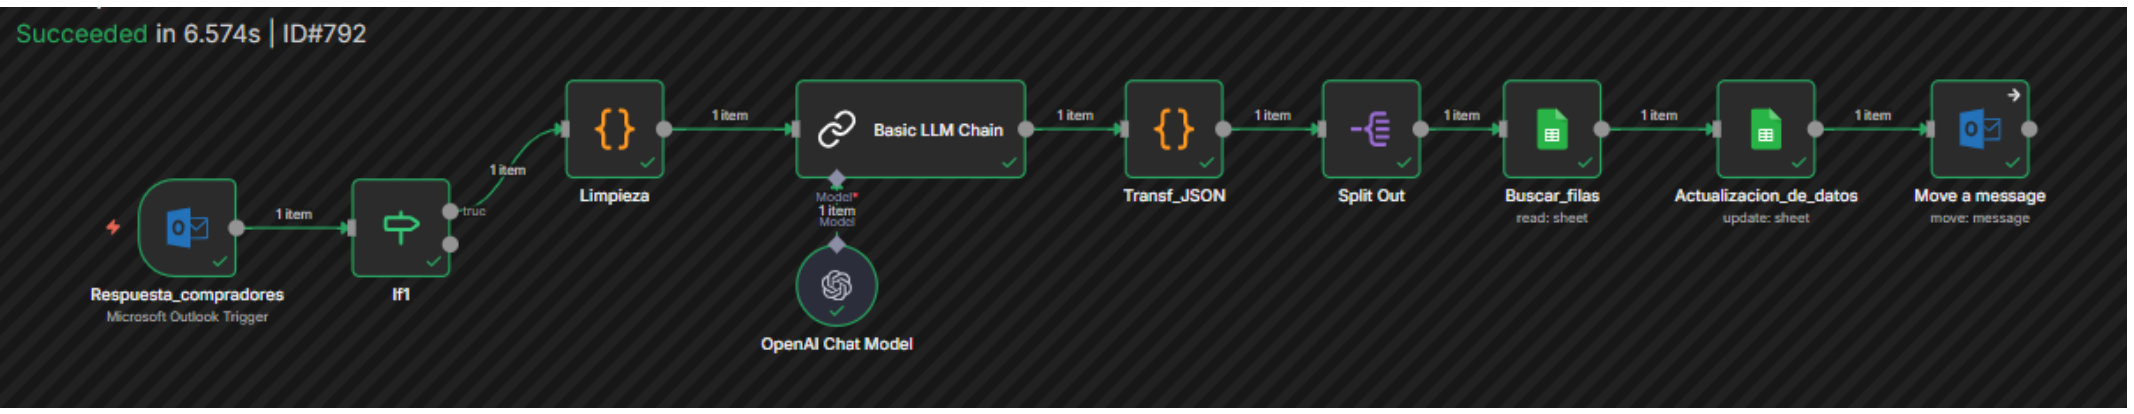 Succeeded in 6.574s | ID#792
Respuesta_compradores
Microsoft Outlook Trigger
1 item
If1
true
1 item
Limpieza
1 item
Basic LLM Chain
Model*
1 item
Model
OpenAI Chat Model
1 item
Transf_JSON
1 item
Split Out
1 item
Buscar_filas
read: sheet
1 item
Actualizacion_de_datos
update: sheet
1 item
Move a message
move: message